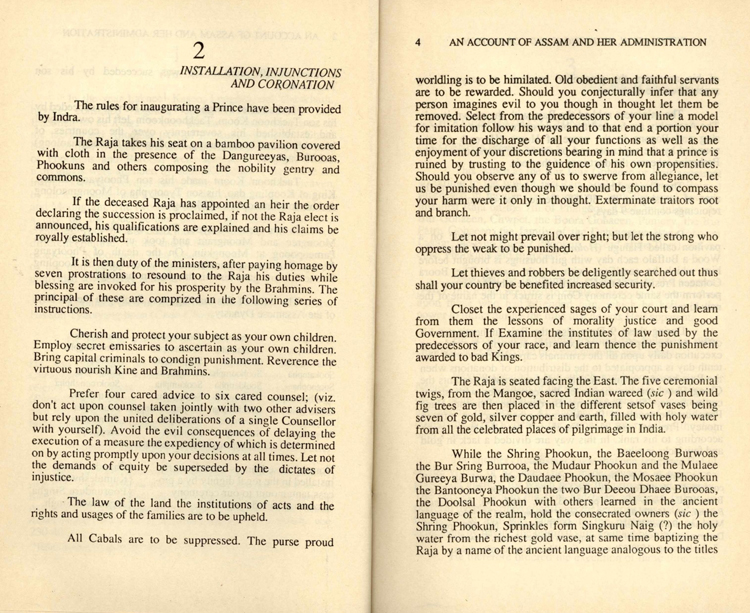 2
INSTALLATION, INJUNCTIONS
AND CORONATION
The rules for inaugurating a Prince have been provided
by Indra.
The Raja takes his seat on a bamboo pavilion covered
with cloth in the presence of the Dangureeyas, Burooas,
Phookuns and others composing the nobility gentry and
commons.
If the deceased Raja has appointed an heir the order
declaring the succession is proclaimed, if not the Raja elect is
announced, his qualifications are explained and his claims be
royally established.
It is then duty of the ministers, after paying homage by
seven prostrations to resound to the Raja his duties while
blessing are invoked for his prosperity by the Brahmins. The
principal of these are comprized in the following series of
instructions.
Cherish and protect your subject as your own children.
Employ secret emissaries to ascertain as your own children.
Bring capital criminals to condign punishment. Reverence the
virtuous nourish Kine and Brahmins.
Prefer four cared advice to six cared counsel; (viz.
don't act upon counsel taken jointly with two other advisers
but rely upon the united deliberations of a single Counsellor
with yourself). Avoid the evil consequences of delaying the
execution of a measure the expediency of which is determined
on by acting promptly upon your decisions at all times. Let not
the demands of equity be superseded by the dictates of
injustice.
The law of the land the institutions of acts and the
rights and usages of the families are to be upheld.
All Cabals are to be suppressed. The purse proud
4 AN ACCOUNT OF ASSAM AND HER ADMINISTRATION
worldling is to be himilated. Old obedient and faithful servants
are to be rewarded. Should you conjecturally infer that any
person imagines evil to you though in thought let them be
removed. Select from the predecessors of your line a model
for imitation follow his ways and to that end a portion your
time for the discharge of all your functions as well as the
enjoyment of your discretions bearing in mind that a prince is
ruined by trusting to the guidence of his own propensities.
Should you observe any of us to swerve from allegiance, let
us be punished even though we should be found to compass
your harm were it only in thought. Exterminate traitors root
and branch.
Let not might prevail over right; but let the strong who
oppress the weak to be punished.
Let thieves and robbers be deligently searched out thus
shall your country be benefited increased security.
Closet the experienced sages of your court and learn
from them the lessons of morality justice and good
Government. If Examine the institutes of law used by the
predecessors of your race, and learn thence the punishment
awarded to bad Kings.
The Raja is seated facing the East. The five ceremonial
twigs, from the Mangoe, sacred Indian wareed (sic ) and wild
fig trees are then placed in the different setsof vases being
seven of gold, silver copper and earth, filled with holy water
from all the celebrated places of pilgrimage in India.
While the Shring Phookun, the Baeeloong Burwoas
the Bur Sring Burrooa, the Mudaur Phookun and the Mulaee
Gureeya Burwa, the Daudaee Phookun, the Mosaee Phookun
the Bantooneya Phookun the two Bur Deeou Dhaee Burooas,
the Doolsal Phookun with others learned in the ancient
language of the realm, hold the consecrated owners (sic ) the
Shring Phookun, Sprinkles form Singkuru Naig (?) the holy
water from the richest gold vase, at same time baptizing the
Raja by a name of the ancient language analogous to the titles